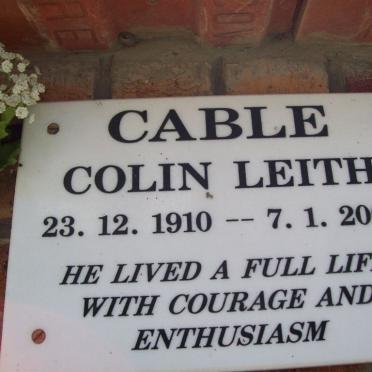 CABLE
COLIN LEITH
23. 12. 1910 -- 7. 1. 20
HE LIVED A FULL LIF
WITH COURAGE AND
ENTHUSIASM